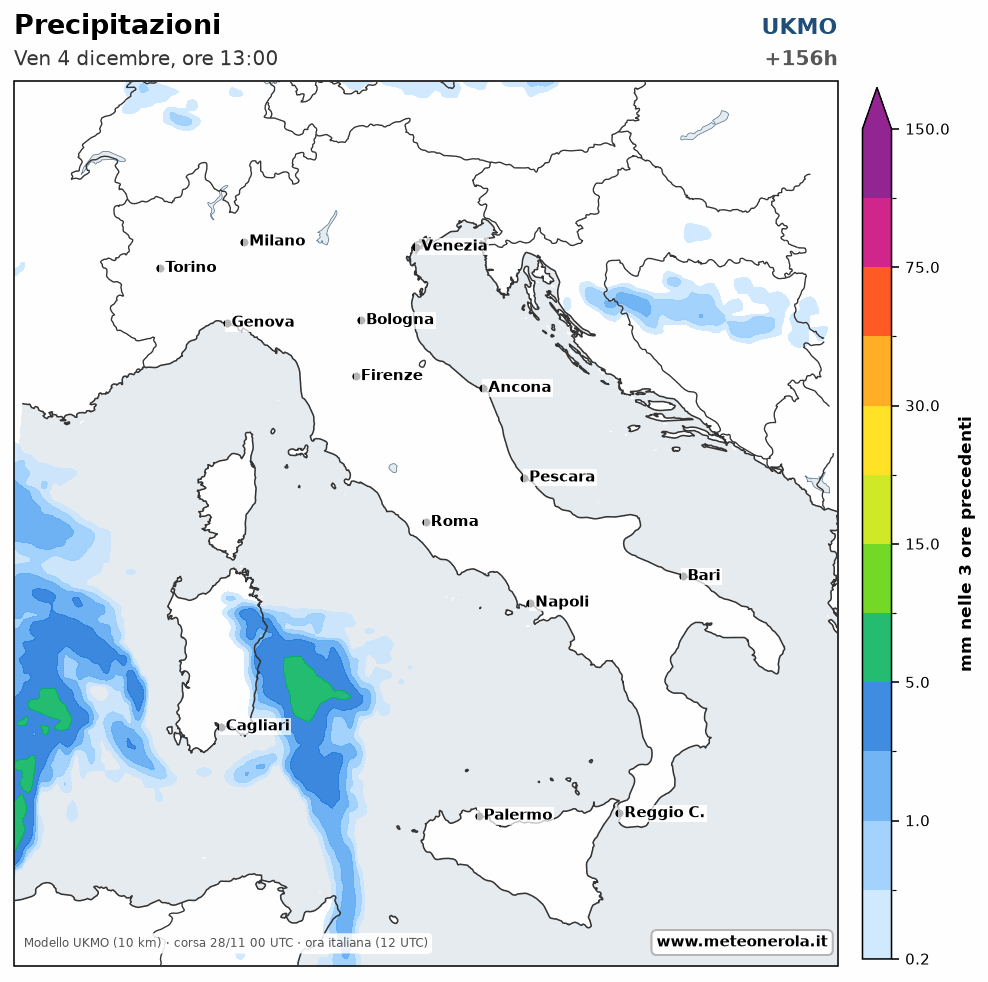 Precipitazioni
UKMO
Ven 4 dicembre, ore 13:00
+156h
150.0
Milano
Venezia
Torino
75.0
Genova
Bologna
Firenze
Ancona
30.0
Pescara
Roma
15.0
Bari
Napoli
5.0
Cagliari
Palermo
Reggio C.
1.0
0.2
mm nelle 3 ore precedenti
Modello UKMO (10 km) · corsa 28/11 00 UTC · ora italiana (12 UTC)
www.meteonerola.it